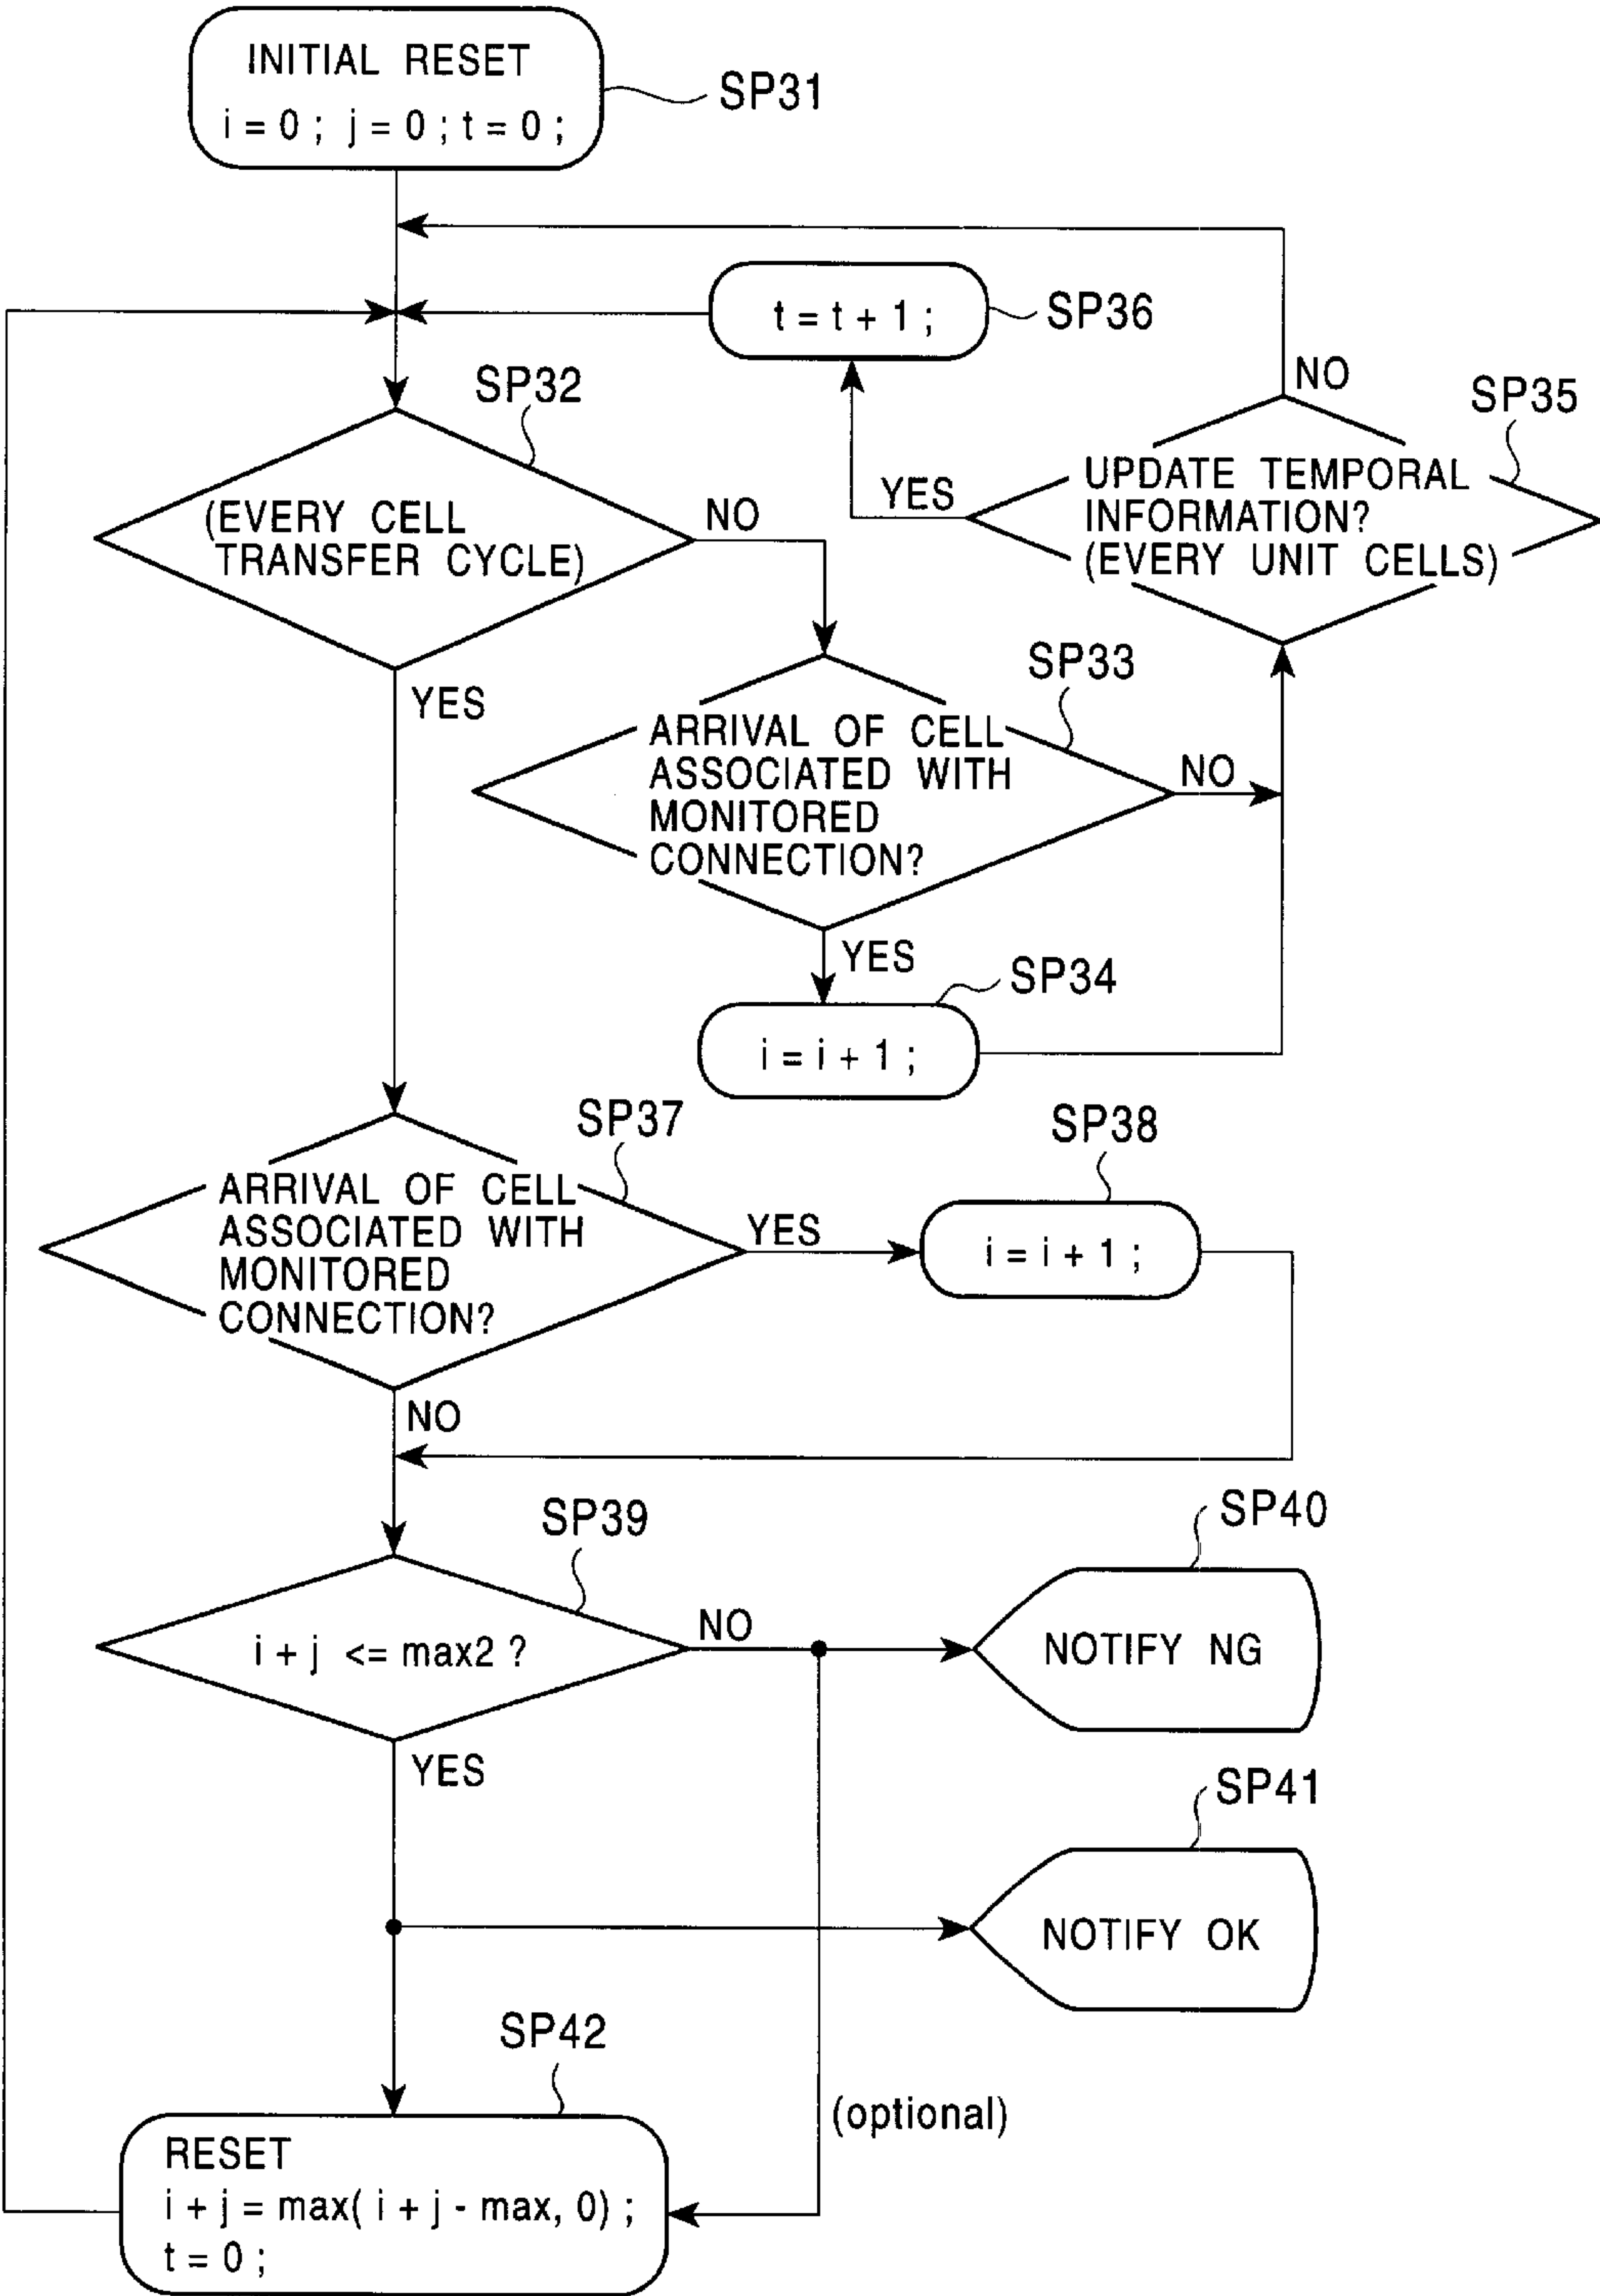 INITIAL RESET
i = 0 ; j = 0 ; t = 0 ;
SP31
t = t + 1 ;
SP36
SP32
NO
SP35
(EVERY CELL
TRANSFER CYCLE)
NO
YES
UPDATE TEMPORAL
INFORMATION?
(EVERY UNIT CELLS)
YES
SP33
ARRIVAL OF CELL
ASSOCIATED WITH
MONITORED
CONNECTION?
NO
YES
SP34
i = i + 1 ;
SP37
SP38
ARRIVAL OF CELL
ASSOCIATED WITH
MONITORED
CONNECTION?
YES
i = i + 1 ;
NO
SP39
SP40
i + j <= max2 ?
NO
NOTIFY NG
YES
SP41
NOTIFY OK
SP42
(optional)
RESET
i + j = max( i + j - max, 0) ;
t = 0 ;